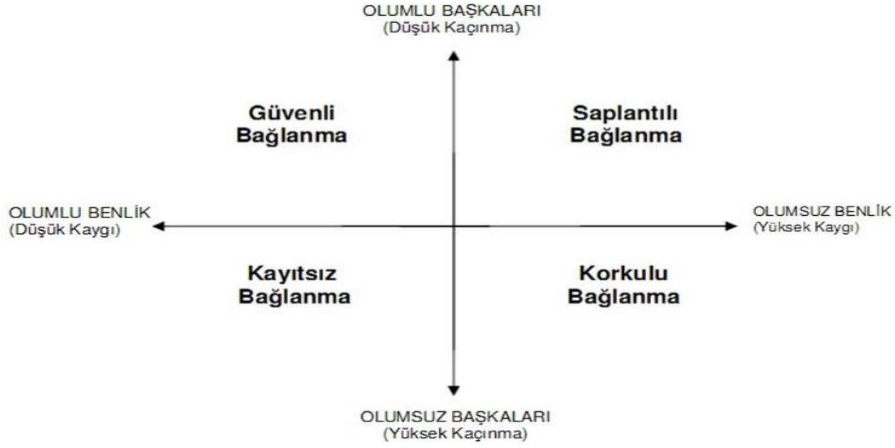 OLUMLU BAŞKALARI
(Düşük Kaçınma)
Güvenli
Bağlanma
Saplantılı
Bağlanma
OLUMLU BENLİK
(Düşük Kaygı)
OLUMSUZ BENLİK
(Yüksek Kaygı)
Kayıtsız
Bağlanma
Korkulu
Bağlanma
OLUMSUZ BAŞKALARI
(Yüksek Kaçınma)